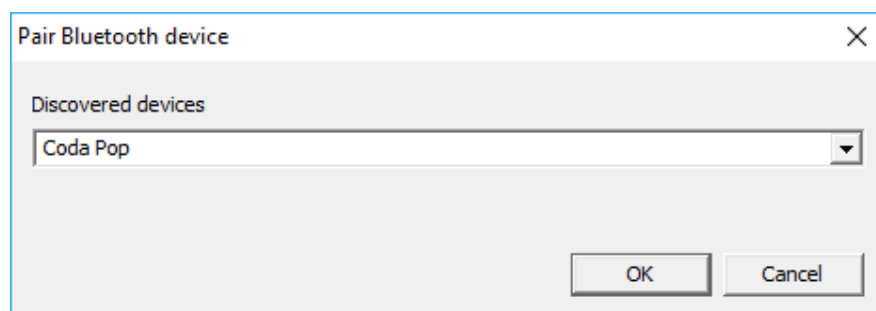 Pair Bluetooth device
Discovered devices
Coda Pop
OK Cancel